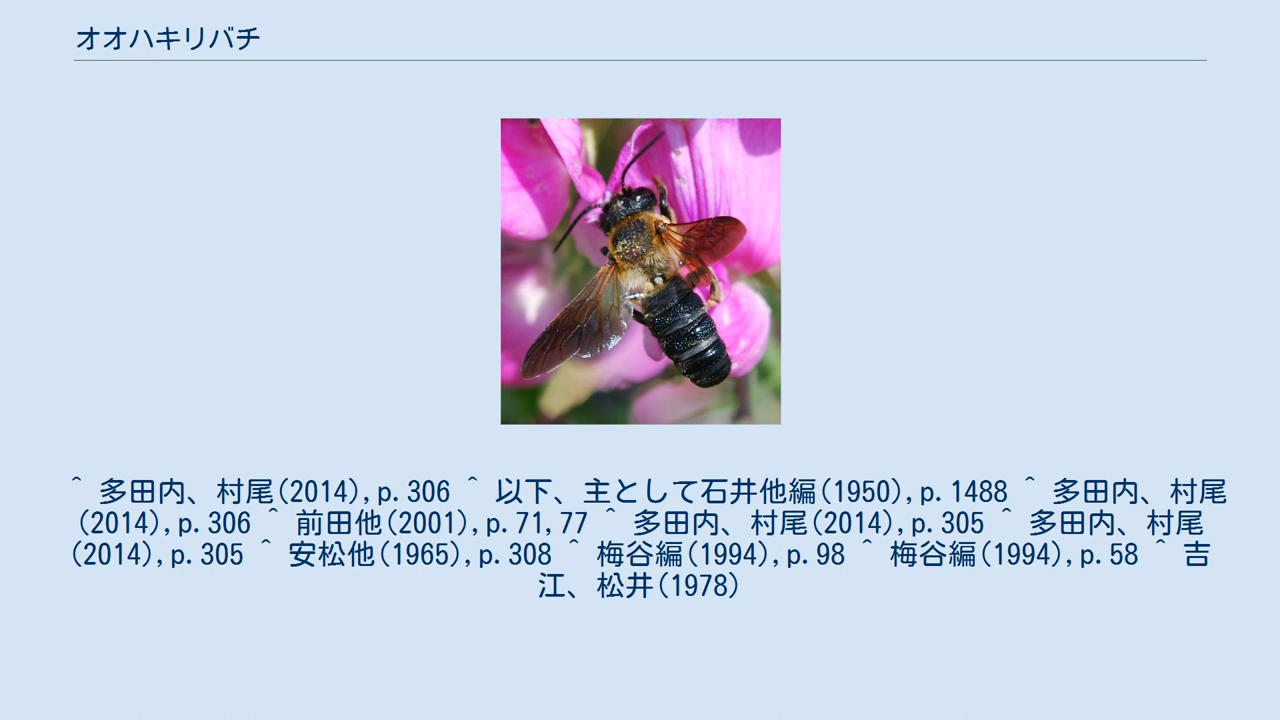 オオハキリバチ
^ 多田内、村尾(2014),p.306 ^ 以下、主として石井他編(1950),p.1488 ^ 多田内、村尾
(2014),p.306 ^ 前田他(2001),p.71,77 ^ 多田内、村尾(2014),p.305 ^ 多田内、村尾
(2014),p.305 ^ 安松他(1965),p.308 ^ 梅谷編(1994),p.98 ^ 梅谷編(1994),p.58 ^ 吉
江、松井(1978)